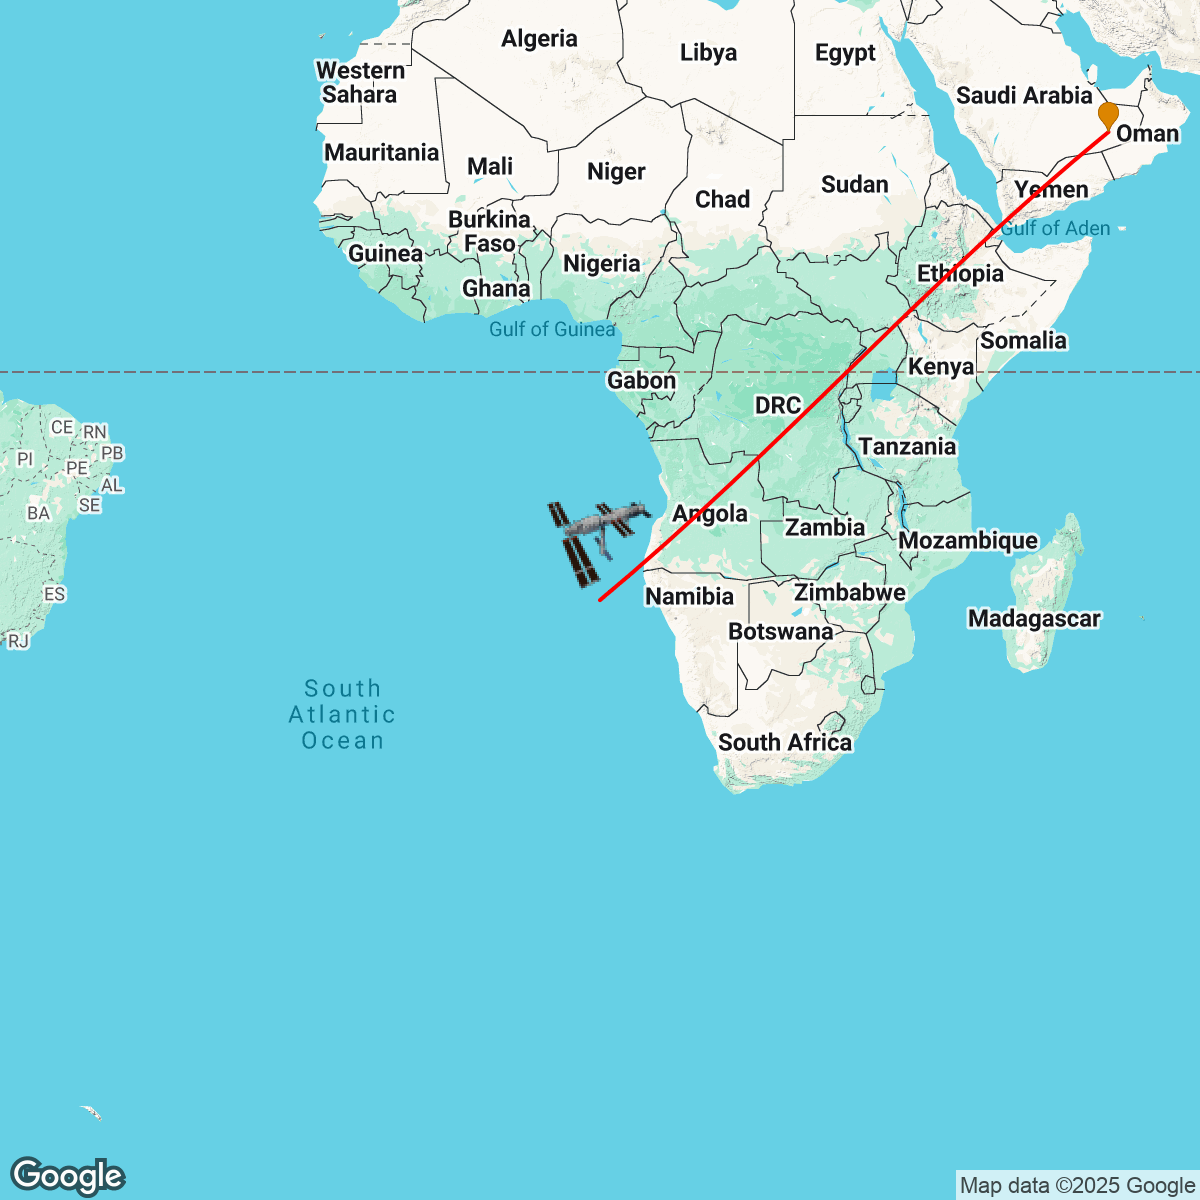 Algeria
Libya
Egypt
Western
Sahara
Saudi Arabia
Oman
Mauritania
Mali
Niger
Chad
Sudan
Yemen
Burkina
Faso
Guinea
Nigeria
Gulf of Aden
Ethiopia
Ghana
Gulf of Guinea
Somalia
Gabon
Kenya
DRC
CE
RN
PB
PI
PE
AL
SE
BA
Tanzania
Angola
Zambia
Mozambique
ES
Namibia
Zimbabwe
Madagascar
Botswana
RJ
South
Atlantic
Ocean
South Africa
Google
Map data ©2025 Google